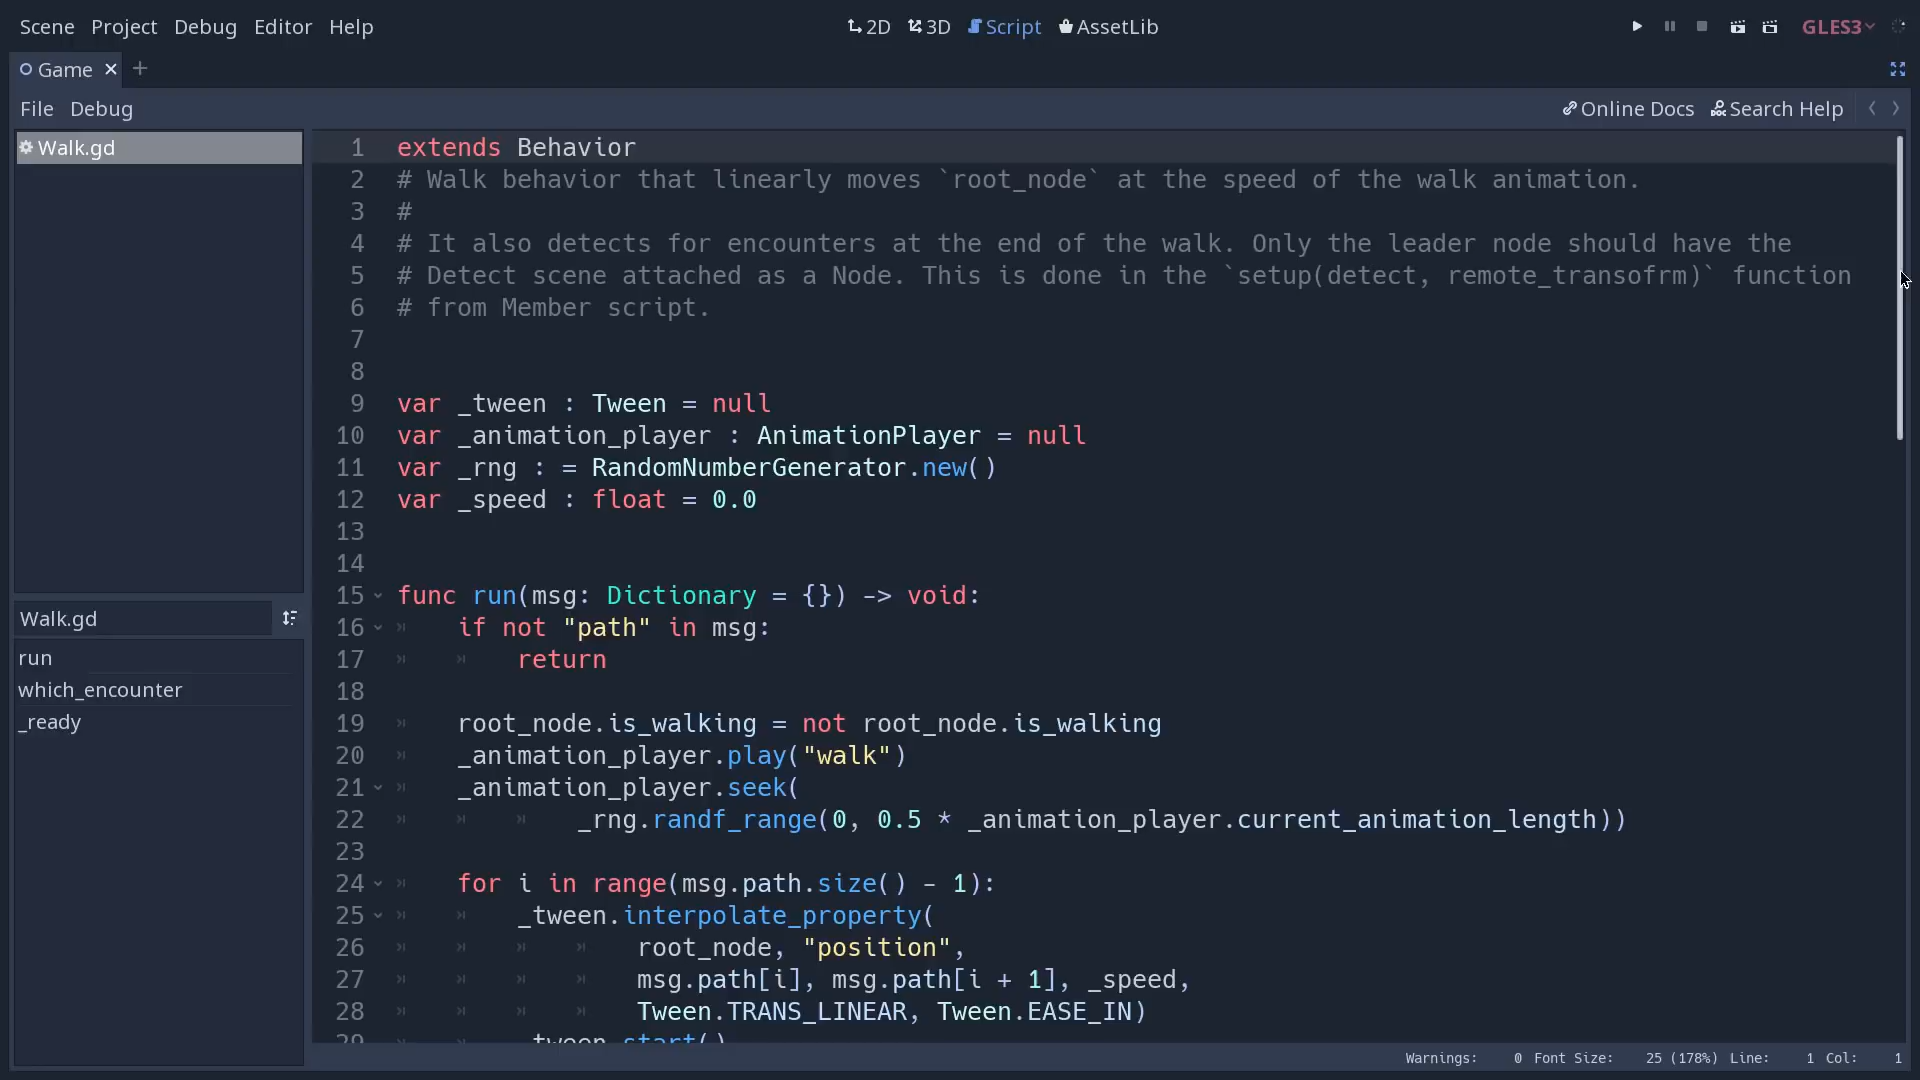 Scene Project Debug Editor Help 2D 3D Script AssetLib GLES3
Game
File Debug Online Docs Search Help
Walk.gd
Walk.gd
run
which_encounter
_ready
1 extends Behavior
2 # Walk behavior that linearly moves `root_node` at the speed of the walk animation.
3 #
4 # It also detects for encounters at the end of the walk. Only the leader node should have the
5 # Detect scene attached as a Node. This is done in the `setup(detect, remote_transofrm)` function
6 # from Member script.
7
8
9 var _tween : Tween = null
10 var _animation_player : AnimationPlayer = null
11 var _rng : = RandomNumberGenerator.new()
12 var _speed : float = 0.0
13
14
15 func run(msg: Dictionary = {}) -> void:
16 if not "path" in msg:
17 return
18
19 root_node.is_walking = not root_node.is_walking
20 _animation_player.play("walk")
21 _animation_player.seek(
22 _rng.randf_range(0, 0.5 * _animation_player.current_animation_length))
23
24 for i in range(msg.path.size() - 1):
25 _tween.interpolate_property(
26 root_node, "position",
27 msg.path[i], msg.path[i + 1], _speed,
28 Tween.TRANS_LINEAR, Tween.EASE_IN)
29 _tween.start()
Warnings: 0 Font Size: 25 (178%) Line: 1 Col: 1